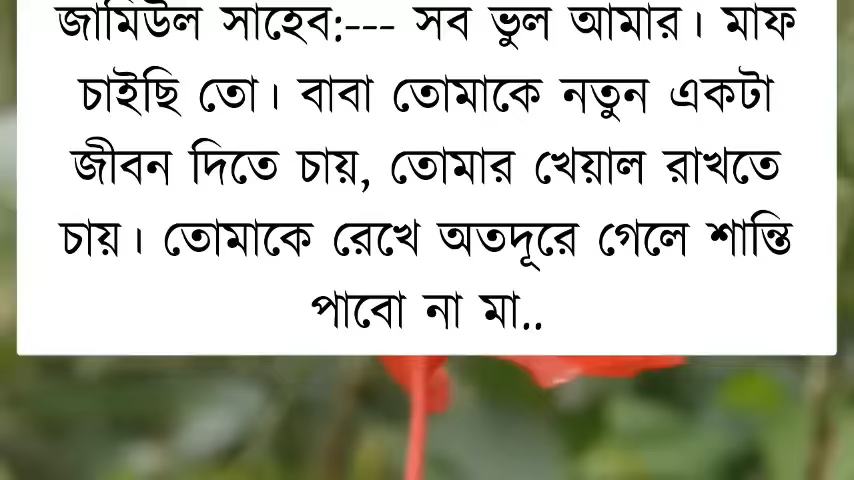 জামিউল সাহেব:--- সব ভুল আমার। মাফ
চাইছি তো। বাবা তোমাকে নতুন একটা
জীবন দিতে চায়, তোমার খেয়াল রাখতে
চায়। তোমাকে রেখে অতদূরে গেলে শান্তি
পাবো না মা..